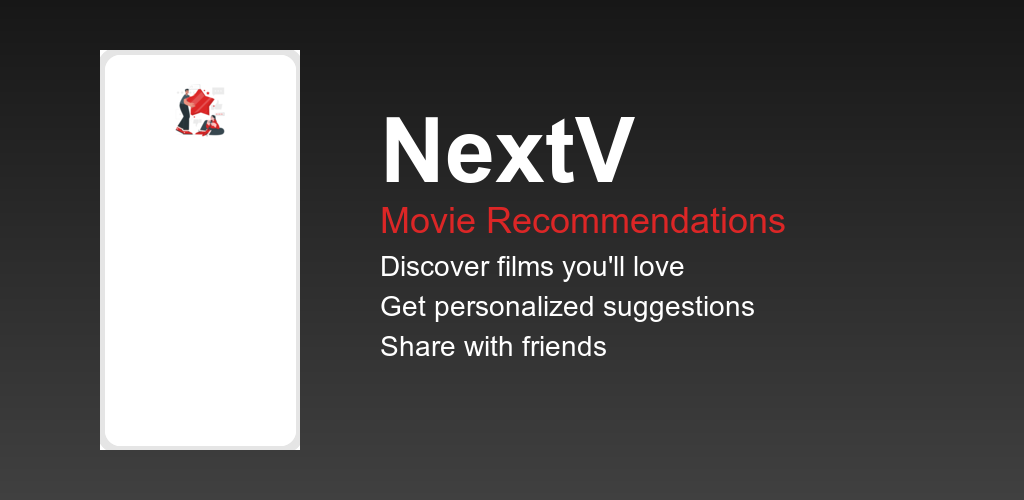 NextV
Movie Recommendations
Discover films you'll love
Get personalized suggestions
Share with friends